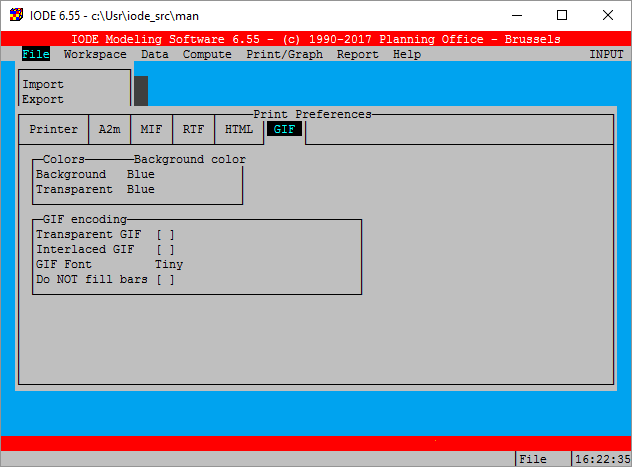 IODE 6.55 - c:\Usr\iode_src\man
IODE Modeling Software 6.55 - (c) 1990-2017 Planning Office - Brussels
File Workspace Data Compute Print/Graph Report Help INPUT
Import
Export
Print Preferences
Printer A2m MIF RTF HTML GIF
Colors Background color
Background Blue
Transparent Blue
GIF encoding
Transparent GIF [ ]
Interlaced GIF [ ]
GIF Font Tiny
Do NOT fill bars [ ]
File 16:22:35